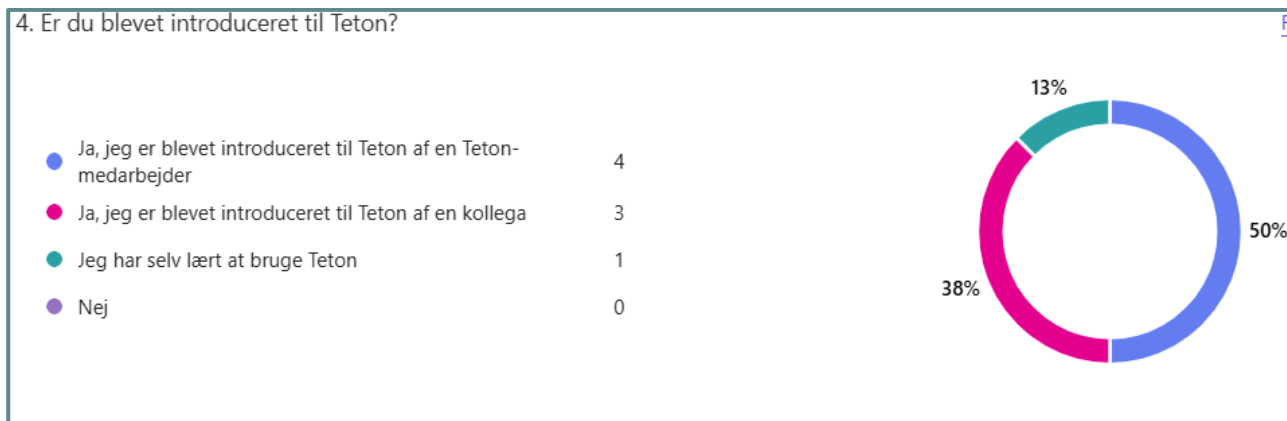 4. Er du blevet introduceret til Teton?
Ja, jeg er blevet introduceret til Teton af en Teton-
medarbejder
4
Ja, jeg er blevet introduceret til Teton af en kollega
3
Jeg har selv lært at bruge Teton
1
Nej
0
13%
50%
38%